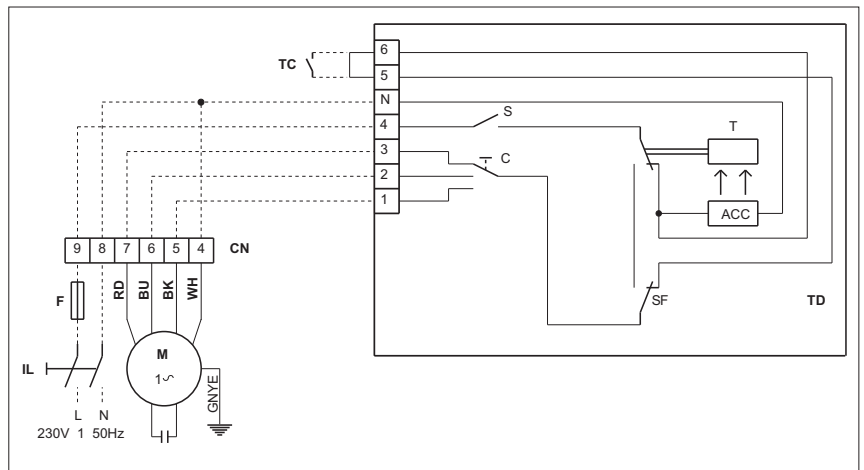 TC
6
5
N
4
3
2
1
S
C
T
ACC
SF
TD
9 8 7 6 5 4
CN
F
RD
BU
BK
WH
M
1~
IL
GNYE
L N
230V 1 50Hz